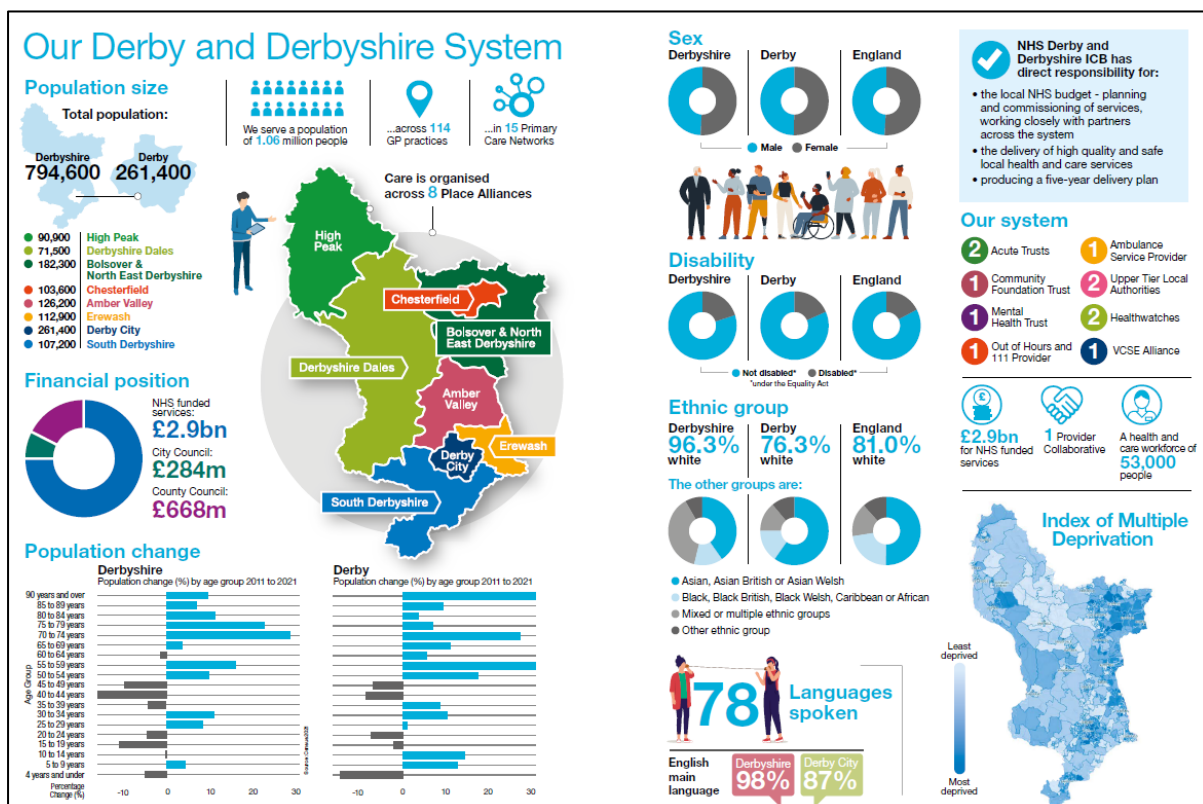 Our Derby and Derbyshire System
Population size
Total population:
Derbyshire
794,600
Derby
261,400
We serve a population
of 1.06 million people
...across 114
GP practices
...in 15 Primary
Care Networks
Care is organised
across 8 Place Alliances
90,900 High Peak
71,500 Derbyshire Dales
182,300 Bolsover &
North East Derbyshire
103,600 Chesterfield
126,200 Amber Valley
112,900 Erewash
261,400 Derby City
107,200 South Derbyshire
High
Peak
Chesterfield
Bolsover & North
East Derbyshire
Derbyshire Dales
Amber
Valley
Erewash
Derby
City
South Derbyshire
Financial position
NHS funded
services:
£2.9bn
City Council:
£284m
County Council:
£668m
Population change
Derbyshire
Population change (%) by age group 2011 to 2021
Derby
Population change (%) by age group 2011 to 2021
Age Group
90 years and over
85 to 89 years
80 to 84 years
75 to 79 years
70 to 74 years
65 to 69 years
60 to 64 years
55 to 59 years
50 to 54 years
45 to 49 years
40 to 44 years
35 to 39 years
30 to 34 years
25 to 29 years
20 to 24 years
15 to 19 years
10 to 14 years
5 to 9 years
4 years and under
Percentage
Change (%)
-10 0 10 20 30
-10 0 10 20 30
Sex
Derbyshire
Derby
England
Male Female
Disability
Derbyshire
Derby
England
Not disabled* Disabled*
*under the Equality Act
Ethnic group
Derbyshire
96.3%
white
Derby
76.3%
white
England
81.0%
white
The other groups are:
Asian, Asian British or Asian Welsh
Black, Black British, Black Welsh, Caribbean or African
Mixed or multiple ethnic groups
Other ethnic group
78 Languages
spoken
English
main
language
Derbyshire
98%
Derby City
87%
NHS Derby and
Derbyshire ICB has
direct responsibility for:
• the local NHS budget - planning
and commissioning of services,
working closely with partners
across the system
• the delivery of high quality and safe
local health and care services
• producing a five-year delivery plan
Our system
2 Acute Trusts
1 Ambulance
Service Provider
1 Community
Foundation Trust
2 Upper Tier Local
Authorities
1 Mental
Health Trust
2 Healthwatches
1 Out of Hours and
111 Provider
1 VCSE Alliance
£2.9bn
for NHS funded
services
1 Provider
Collaborative
A health and
care workforce of
53,000
people
Index of Multiple
Deprivation
Least
deprived
Most
deprived